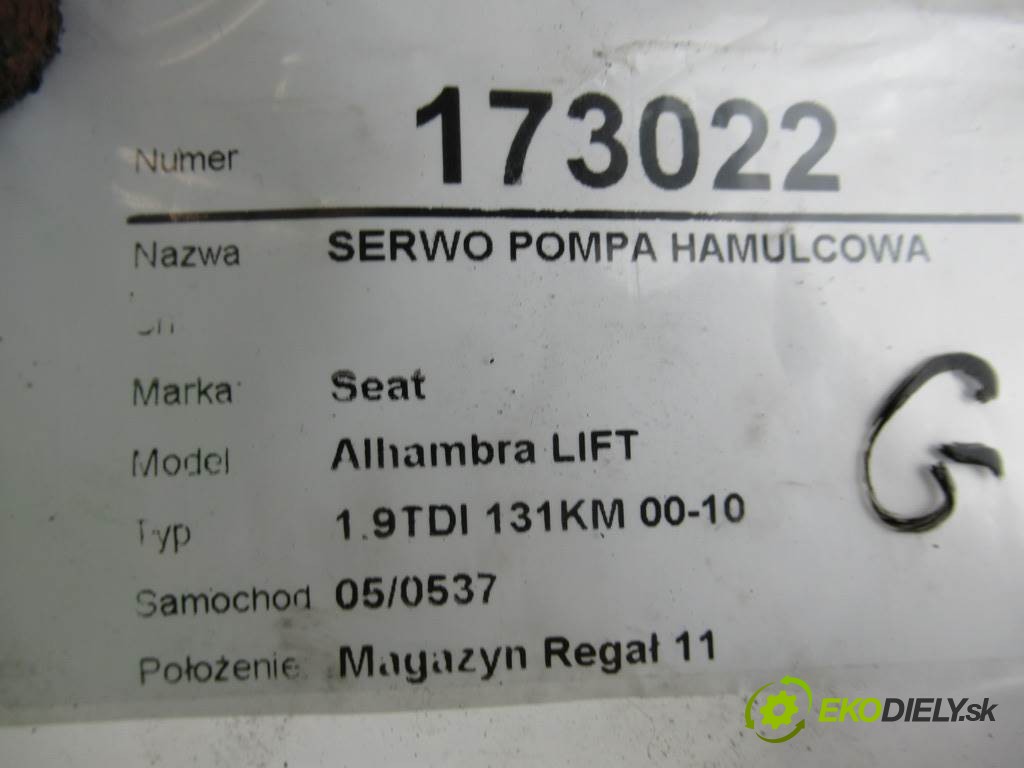 Numer 173022
Nazwa SERWO POMPA HAMULCOWA
Marka Seat
Model Alhambra LIFT
Typ 1.9TDI 131KM 00-10
Samochod 05/0537
Położenie Magazyn Regał 11
G
EKODIELY.sk